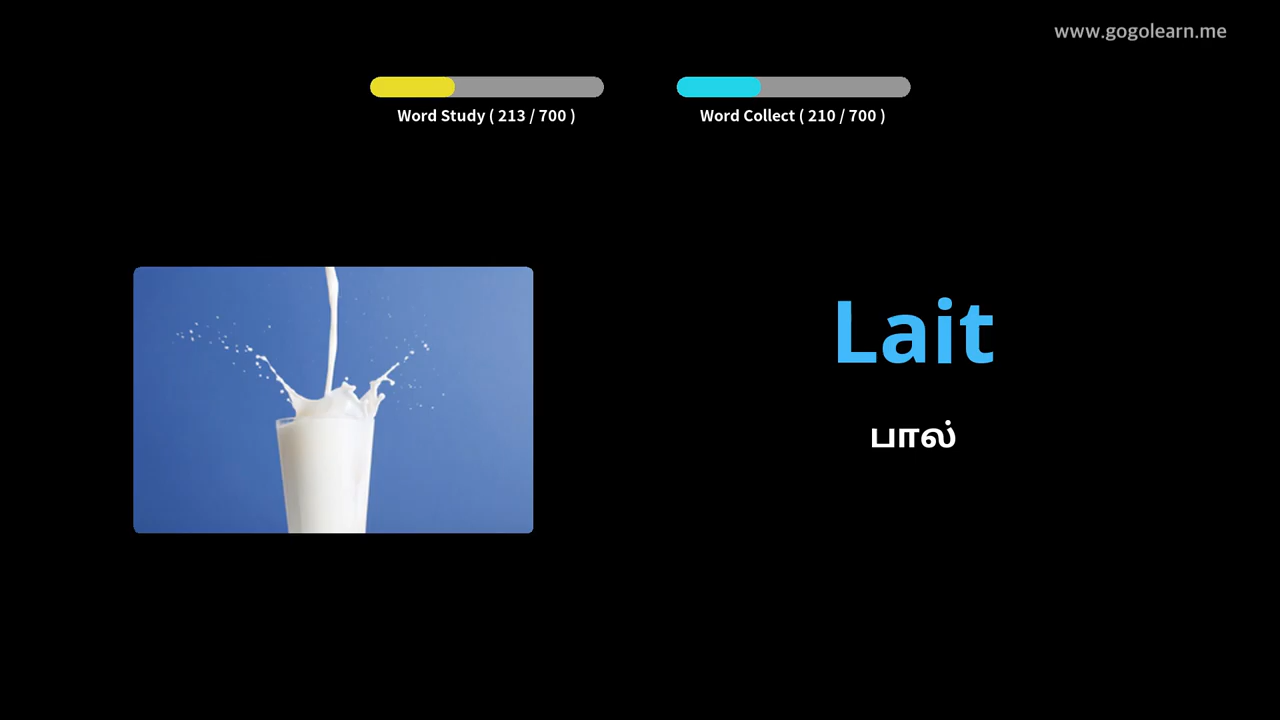 www.gogolearn.me
Word Study ( 213 / 700 )
Word Collect ( 210 / 700 )
Lait
பால்